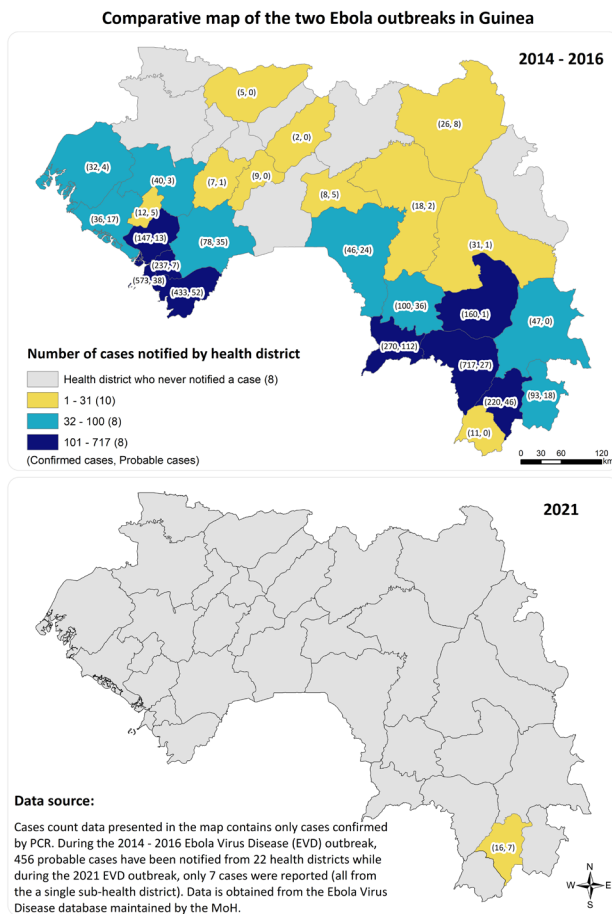 Comparative map of the two Ebola outbreaks in Guinea
2014 - 2016
(5, 0)
(26, 8)
(2, 0)
(32, 4)
(40, 3)
(7, 1)
(9, 0)
(8, 5)
(18, 2)
(12, 5)
(36, 17)
(147, 13)
(78, 35)
(46, 24)
(31, 1)
(237, 7)
(573, 38)
(433, 52)
(100, 36)
(160, 1)
(47, 0)
(270, 112)
(717, 27)
(220, 46)
(93, 18)
(11, 0)
Number of cases notified by health district
Health district who never notified a case (8)
1 - 31 (10)
32 - 100 (8)
101 - 717 (8)
(Confirmed cases, Probable cases)
0 30 60 120
km
2021
(16, 7)
Data source:
Cases count data presented in the map contains only cases confirmed
by PCR. During the 2014 - 2016 Ebola Virus Disease (EVD) outbreak,
456 probable cases have been notified from 22 health districts while
during the 2021 EVD outbreak, only 7 cases were reported (all from
the a single sub-health district). Data is obtained from the Ebola Virus
Disease database maintained by the MoH.
N
W E
S